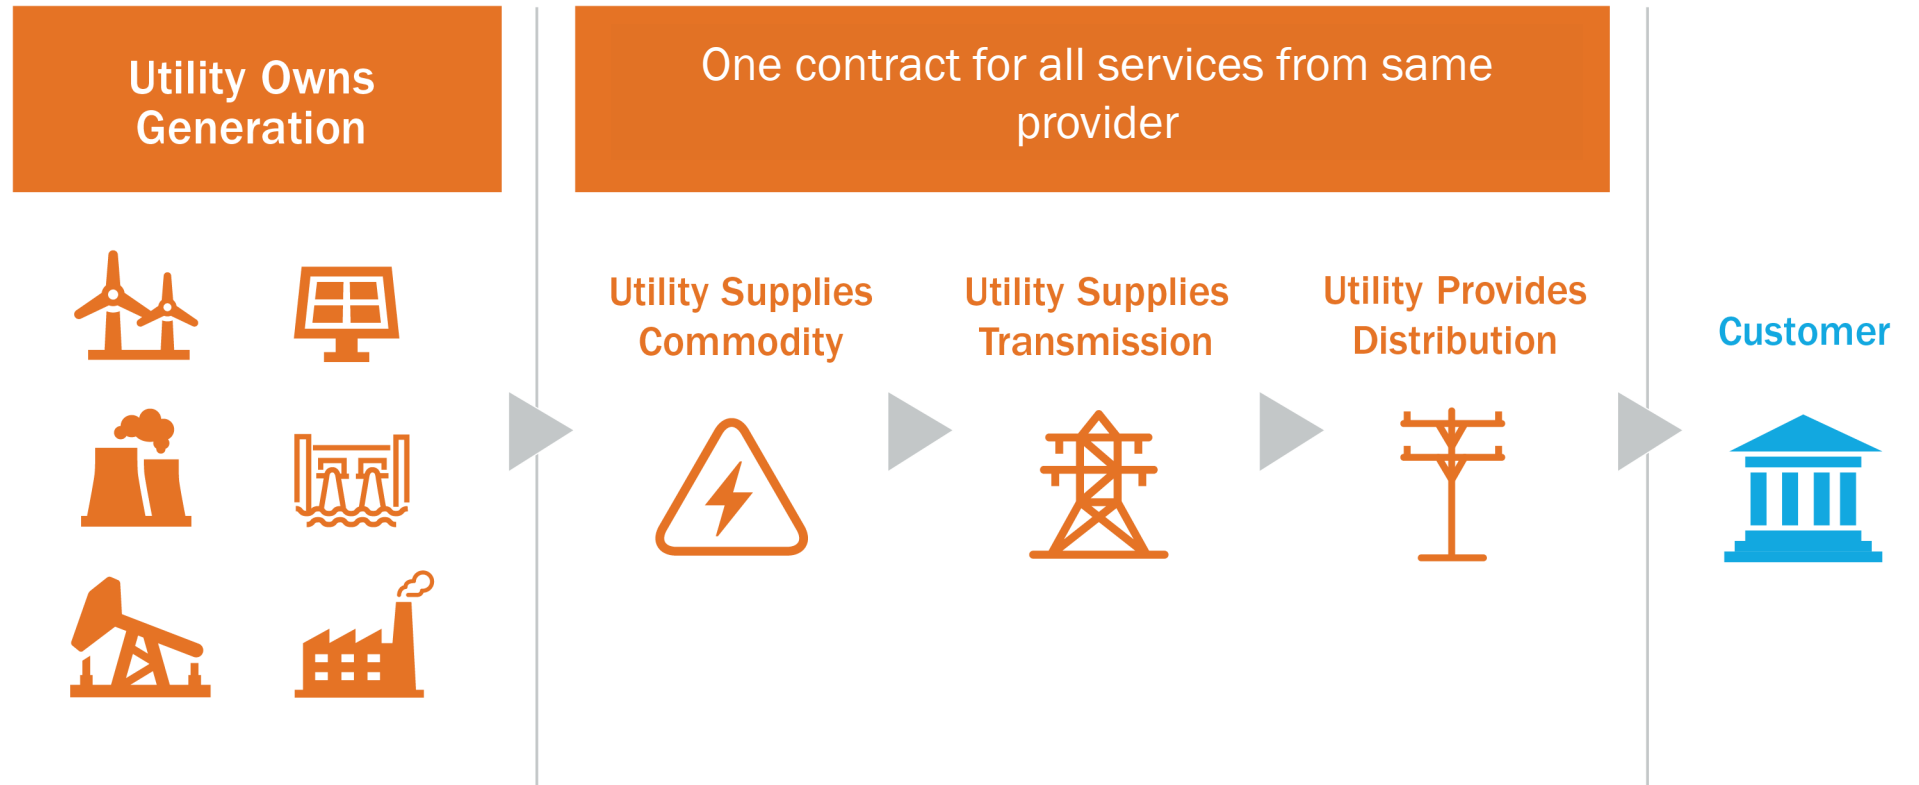 Utility Owns
Generation
One contract for all services from same
provider
Utility Supplies
Commodity
Utility Supplies
Transmission
Utility Provides
Distribution
Customer